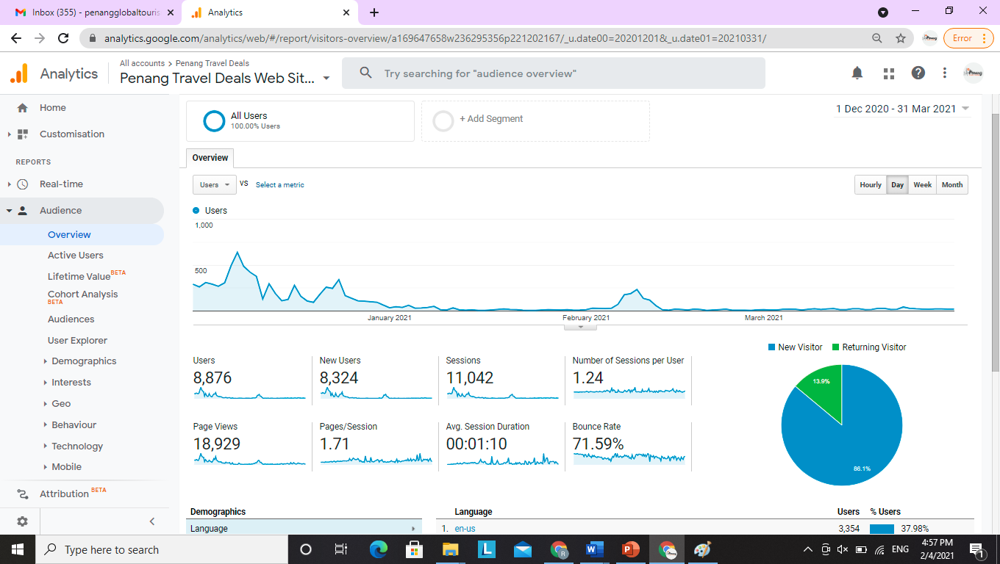 Inbox (355) - penangglobaltouris
Analytics
analytics.google.com/analytics/web/#/report/visitors-overview/a169647658w236295356p221202167/_u.date00=20201201&_u.date01=20210331/
Error
Analytics
All accounts > Penang Travel Deals
Penang Travel Deals Web Sit...
Try searching for "audience overview"
Home
Customisation
REPORTS
Real-time
Audience
Overview
Active Users
Lifetime Value BETA
Cohort Analysis
BETA
Audiences
User Explorer
Demographics
Interests
Geo
Behaviour
Technology
Mobile
Attribution BETA
All Users
100.00% Users
+ Add Segment
1 Dec 2020 - 31 Mar 2021
Overview
Users VS Select a metric
Hourly Day Week Month
Users
1,000
500
January 2021 February 2021 March 2021
Users
8,876
New Users
8,324
Sessions
11,042
Number of Sessions per User
1.24
Page Views
18,929
Pages/Session
1.71
Avg. Session Duration
00:01:10
Bounce Rate
71.59%
New Visitor Returning Visitor
13.9%
86.1%
Demographics
Language
Language Users % Users
1. en-us 3,354 37.98%
Type here to search
ENG
4:57 PM
2/4/2021
1